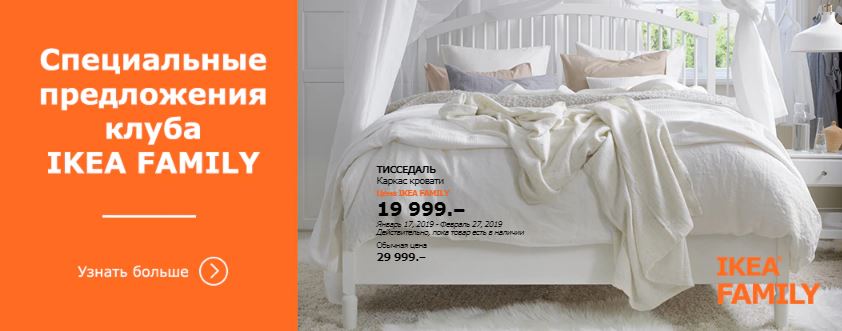 Специальные
предложения
клуба
IKEA FAMILY
Узнать больше
ТИССЕДАЛЬ
Каркас кровати
Цена IKEA FAMILY
19 999.–
Январь 17, 2019 - Февраль 27, 2019
Действительно, пока товар есть в наличии
Обычная цена
29 999.–
IKEA
FAMILY